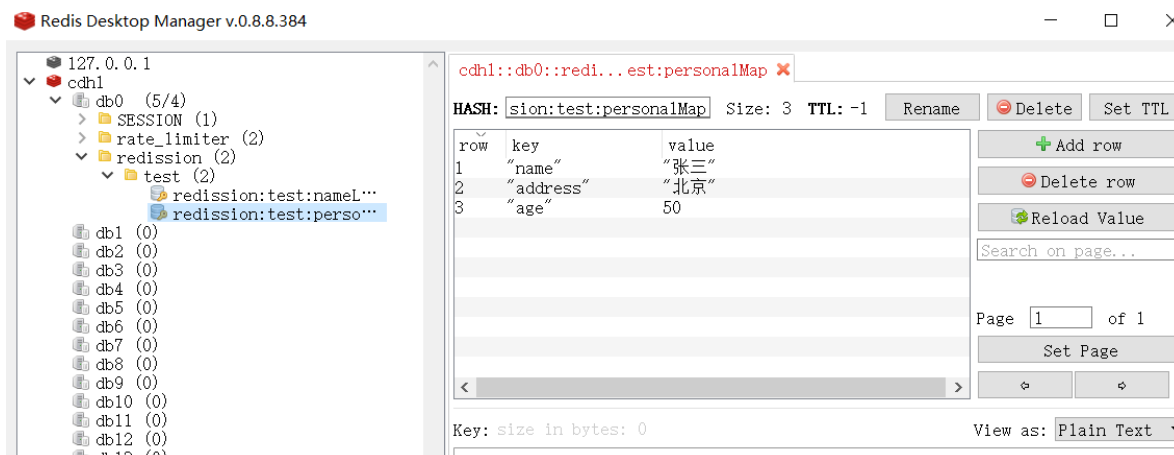 Redis Desktop Manager v.0.8.8.384
127.0.0.1
cdh1
db0 (5/4)
SESSION (1)
rate_limiter (2)
redission (2)
test (2)
redission:test:nameL…
redission:test:perso…
db1 (0)
db2 (0)
db3 (0)
db4 (0)
db5 (0)
db6 (0)
db7 (0)
db8 (0)
db9 (0)
db10 (0)
db11 (0)
db12 (0)
cdh1::db0::redi...est:personalMap
HASH: sion:test:personalMap Size: 3 TTL: -1 Rename Delete Set TTL
row key value
1 "name" "张三"
2 "address" "北京"
3 "age" 50
Add row
Delete row
Reload Value
Search on page...
Page 1 of 1
Set Page
Key: size in bytes: 0 View as: Plain Text